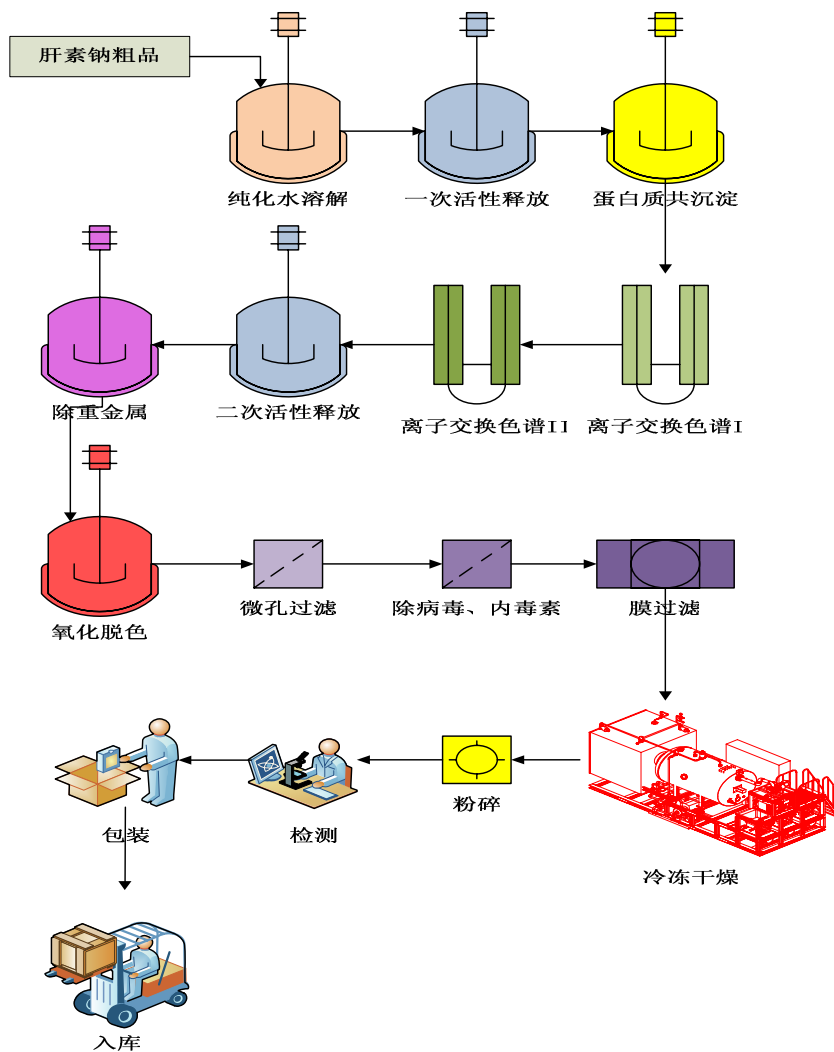 肝素钠粗品
纯化水溶解
一次活性释放
蛋白质共沉淀
除重金属
二次活性释放
离子交换色谱II
离子交换色谱I
氧化脱色
微孔过滤
除病毒、内毒素
膜过滤
包装
检测
粉碎
冷冻干燥
入库